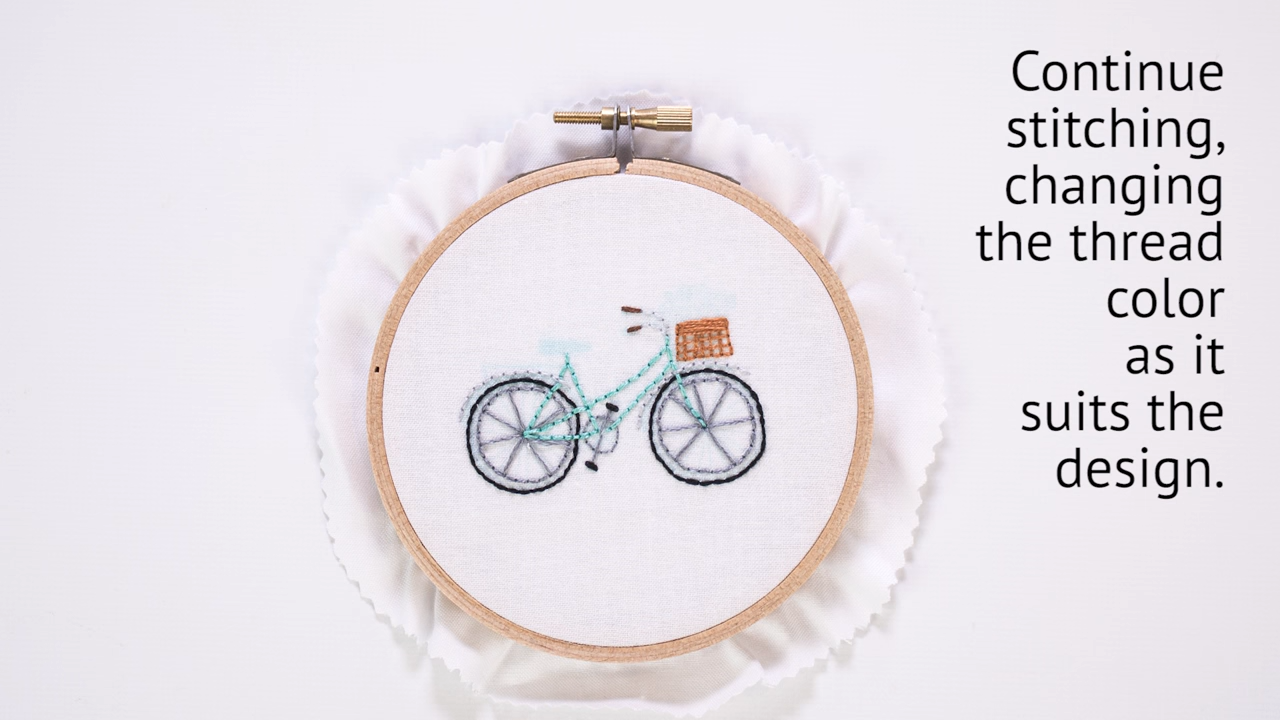 Continue
stitching,
changing
the thread
color
as it
suits the
design.